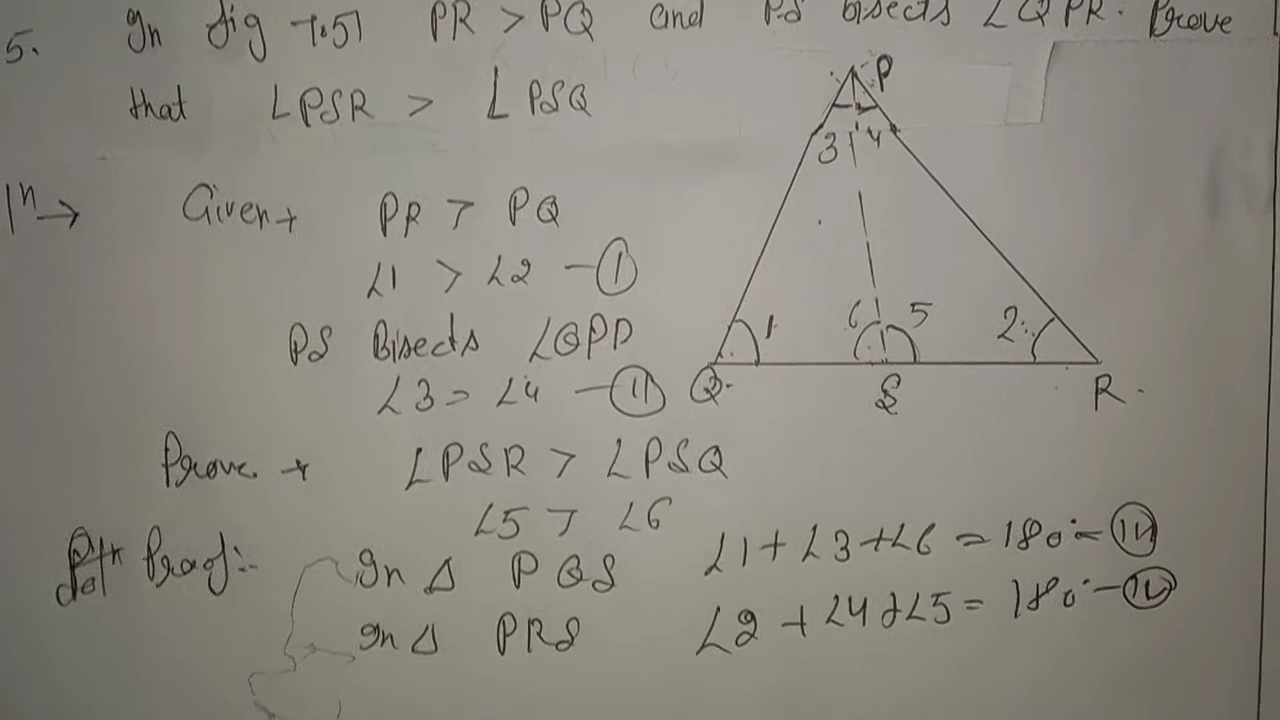 5. In fig 7.51 PR > PQ and PS bisects ∠QPR. Prove
that ∠PSR > ∠PSQ
P
3 4
Given → PR > PQ
∠1 > ∠2 — (I)
PS Bisects
∠3 = ∠4 — (II)
1 6 5 2
Q S R
Prove → ∠PSR > ∠PSQ
∠5 > ∠6
Proof:- In Δ PQS ∠1 + ∠3 + ∠6 = 180° — (III)
In Δ PRS ∠2 + ∠4 + ∠5 = 180° — (IV)